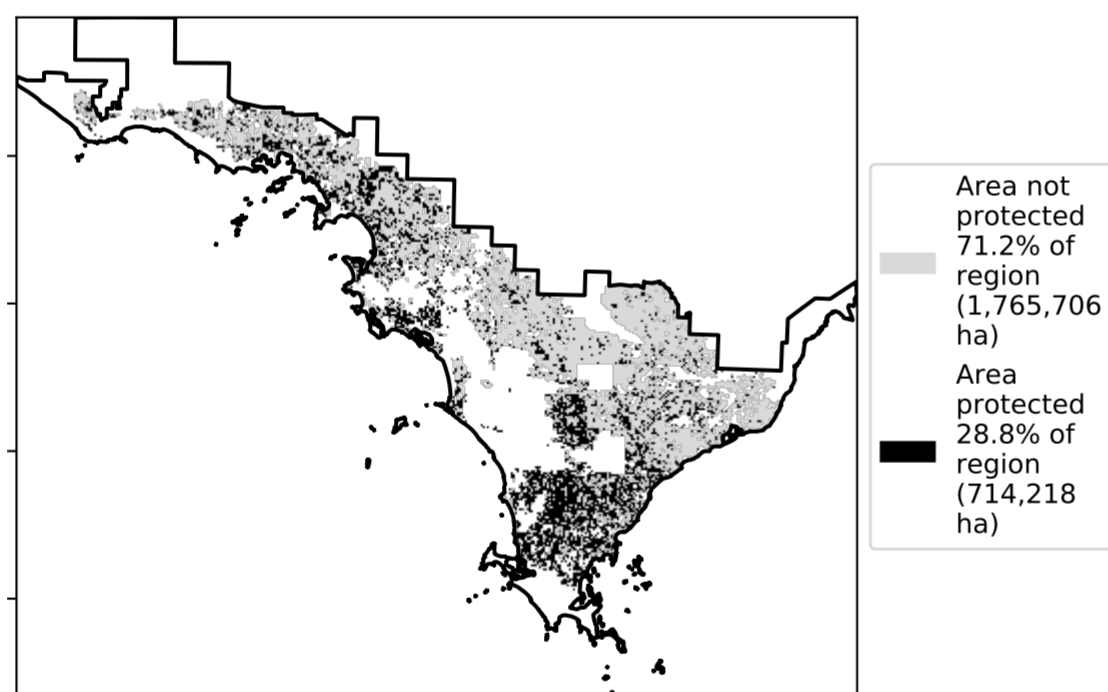 Area not
protected
71.2% of
region
(1,765,706
ha)
Area
protected
28.8% of
region
(714,218
ha)